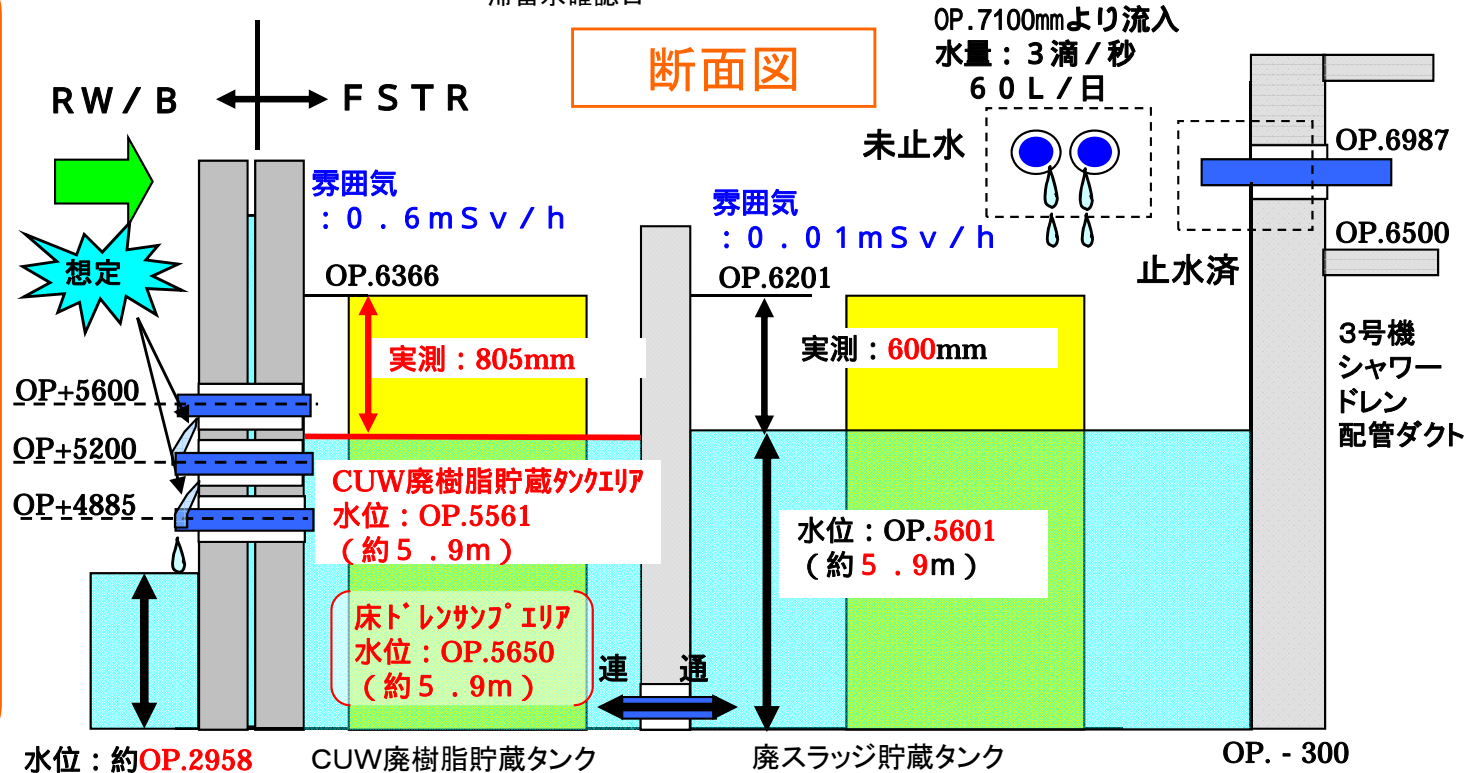 断面図
OP.7100mmより流入
水量：３滴／秒
６０Ｌ／日
ＲＷ／Ｂ
ＦＳＴＲ
未止水
OP.6987
雰囲気
：０．６ｍＳｖ／ｈ
雰囲気
：０．０１ｍＳｖ／ｈ
OP.6500
止水済
想定
OP.6366
OP.6201
実測：805mm
実測：600mm
3号機
シャワー
ドレン
配管ダクト
OP+5600
OP+5200
OP+4885
CUW廃樹脂貯蔵ﾀﾝｸｴﾘｱ
水位：OP.5561
（約５．９ｍ）
水位：OP.5601
（約５．９ｍ）
床ﾄﾞﾚﾝｻﾝﾌﾟｴﾘｱ
水位：OP.5650
（約５．９ｍ）
連　通
水位：約OP.2958
CUW廃樹脂貯蔵タンク
廃スラッジ貯蔵タンク
OP.－300